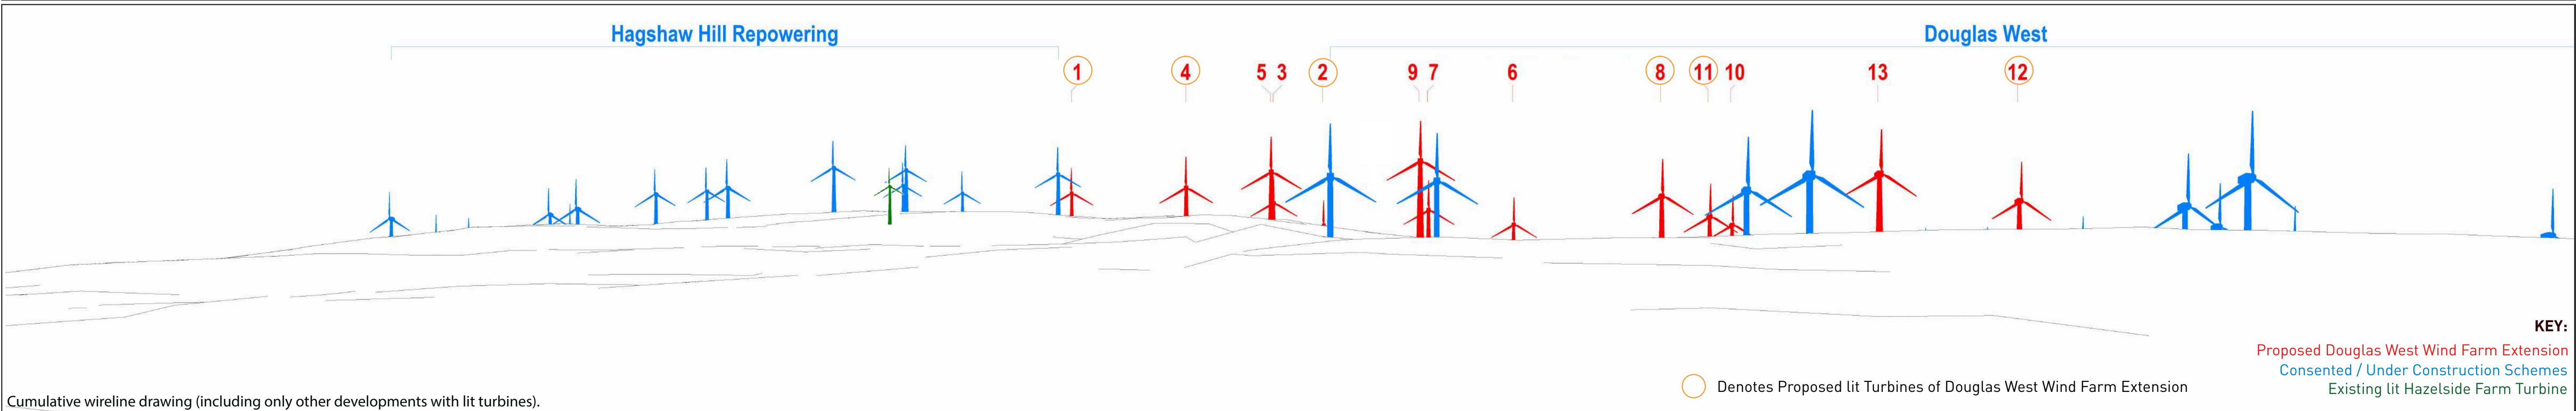 Hagshaw Hill Repowering
Douglas West
1 4 5 3 2 9 7 6 8 11 10 13 12
KEY:
Proposed Douglas West Wind Farm Extension
Consented / Under Construction Schemes
Existing lit Hazelside Farm Turbine
Denotes Proposed lit Turbines of Douglas West Wind Farm Extension
Cumulative wireline drawing (including only other developments with lit turbines).